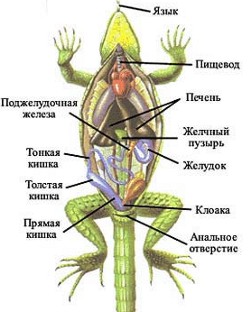 Язык
Пищевод
Поджелудочная
железа
Печень
Желчный
пузырь
Тонкая
кишка
Желудок
Толстая
кишка
Клоака
Прямая
кишка
Анальное
отверстие